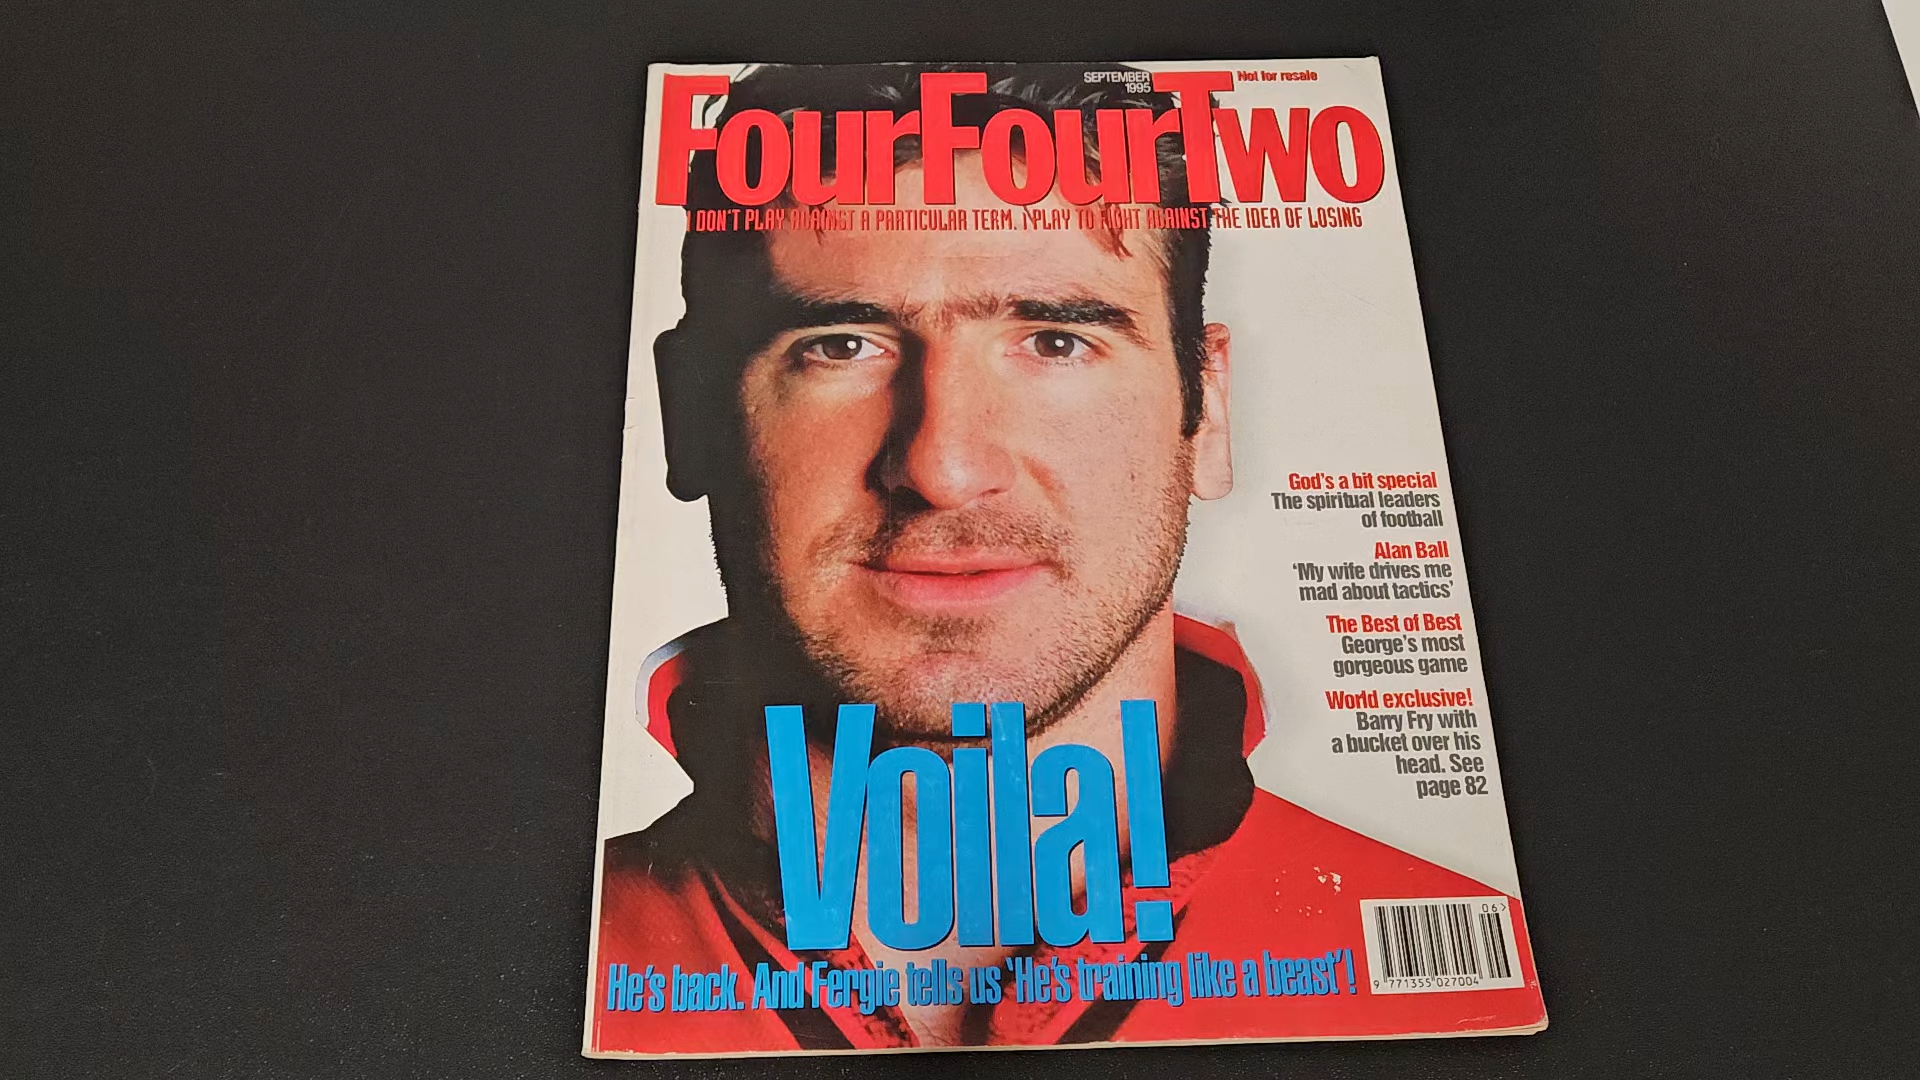 SEPTEMBER
1995
Not for resale
FourFourTwo
I DON'T PLAY AGAINST A PARTICULAR TERM. I PLAY TO FIGHT AGAINST THE IDEA OF LOSING
God's a bit special
The spiritual leaders
of football
Alan Ball
'My wife drives me
mad about tactics'
The Best of Best
George's most
gorgeous game
World exclusive!
Barry Fry with
a bucket over his
head. See
page 82
Voila!
He's back. And Fergie tells us 'He's training like a beast'!
06>
9 771355 027004